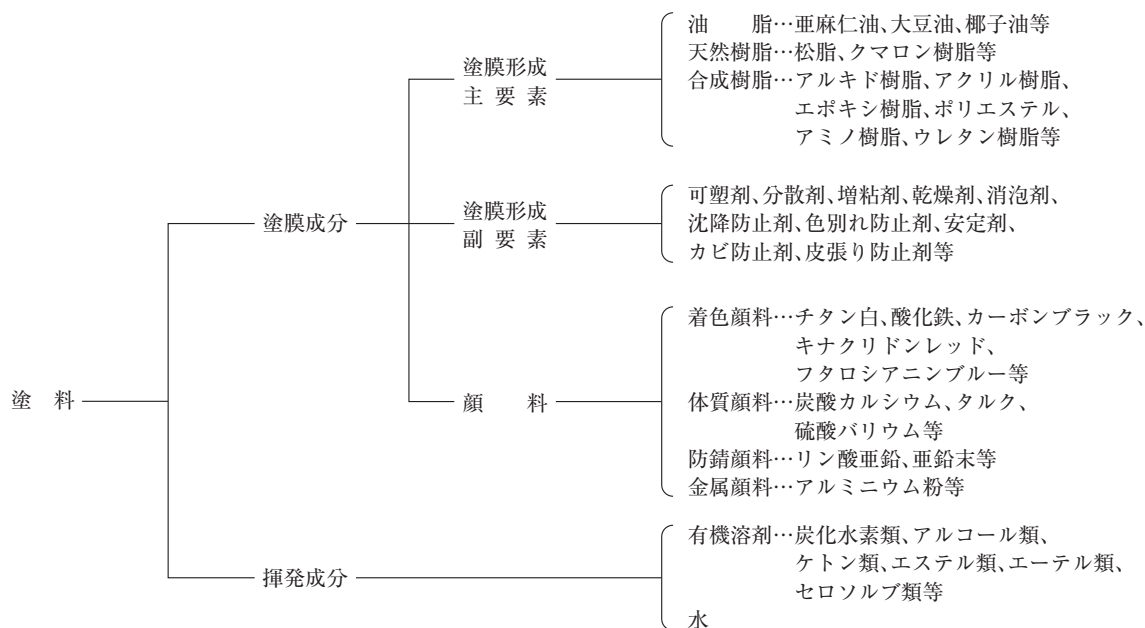 塗料
塗膜成分
塗膜形成
主要素
油脂…亜麻仁油、大豆油、椰子油等
天然樹脂…松脂、クマロン樹脂等
合成樹脂…アルキド樹脂、アクリル樹脂、
エポキシ樹脂、ポリエステル、
アミノ樹脂、ウレタン樹脂等
塗膜形成
副要素
可塑剤、分散剤、増粘剤、乾燥剤、消泡剤、
沈降防止剤、色別れ防止剤、安定剤、
カビ防止剤、皮張り防止剤等
顔料
着色顔料…チタン白、酸化鉄、カーボンブラック、
キナクリドンレッド、
フタロシアニンブルー等
体質顔料…炭酸カルシウム、タルク、
硫酸バリウム等
防錆顔料…リン酸亜鉛、亜鉛末等
金属顔料…アルミニウム粉等
揮発成分
有機溶剤…炭化水素類、アルコール類、
ケトン類、エステル類、エーテル類、
セロソルブ類等
水